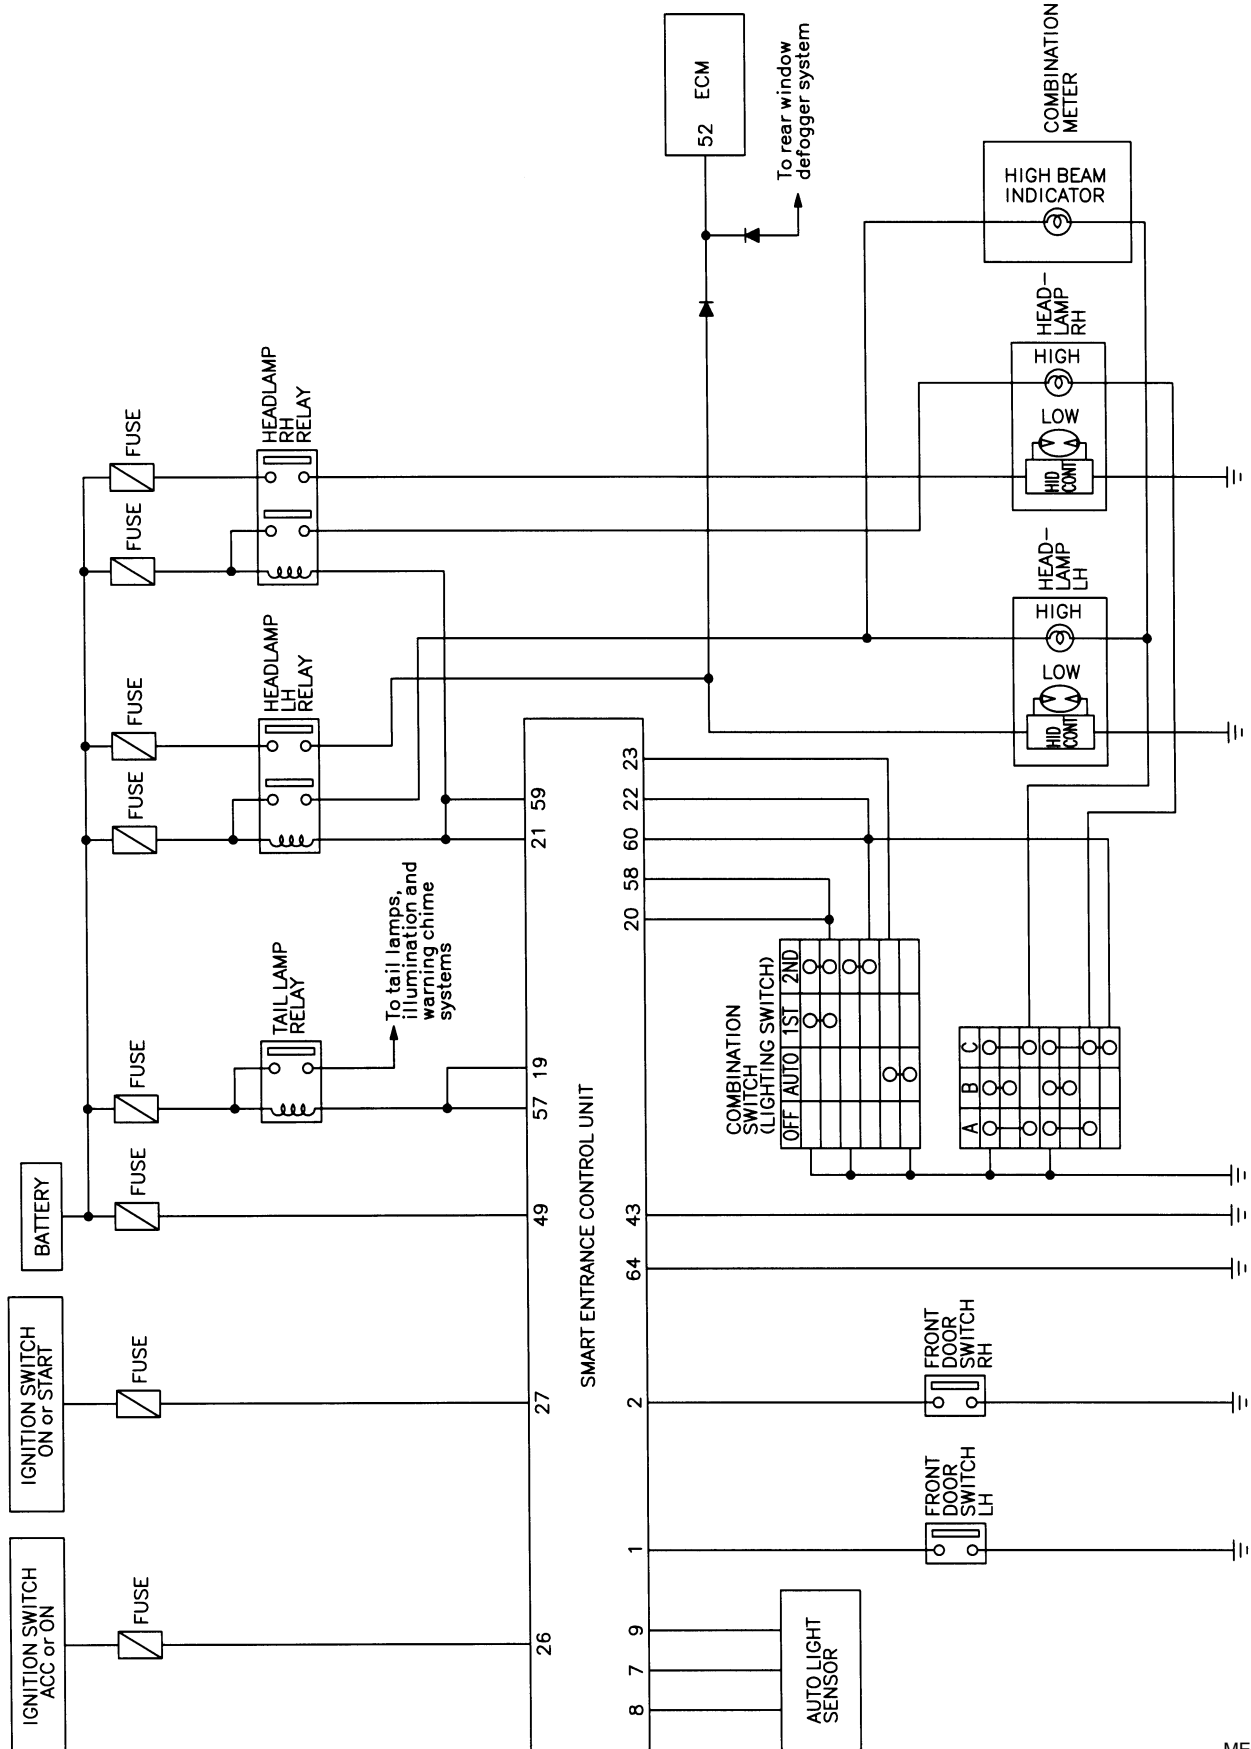 IGNITION SWITCH
ACC or ON
IGNITION SWITCH
ON or START
BATTERY
FUSE
FUSE
FUSE
FUSE
FUSE
FUSE
FUSE
FUSE
TAIL LAMP
RELAY
HEADLAMP
LH
RELAY
HEADLAMP
RH
RELAY
To tail lamps,
illumination and
warning chime
systems
26
27
49
57
19
21
59
SMART ENTRANCE CONTROL UNIT
8
7
9
1
2
64
43
20
58
60
22
23
ECM
52
To rear window
defogger system
AUTO LIGHT
SENSOR
COMBINATION
SWITCH
(LIGHTING SWITCH)
OFF
AUTO
1ST
2ND
A
B
C
FRONT
DOOR
SWITCH
LH
FRONT
DOOR
SWITCH
RH
HEAD-
LAMP
LH
HIGH
LOW
HID
CONT
HEAD-
LAMP
RH
HIGH
LOW
HID
CONT
COMBINATION
METER
HIGH BEAM
INDICATOR